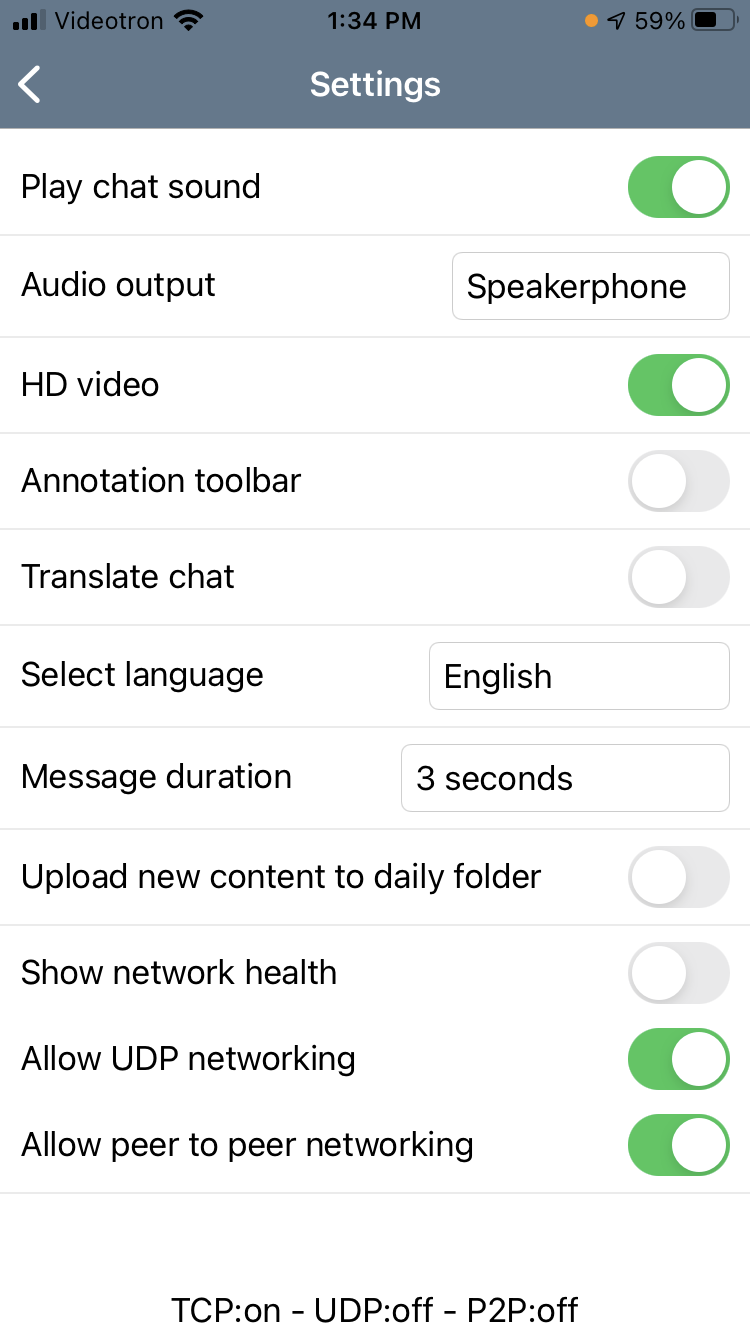 Videotron 1:34 PM 59%
Settings
Play chat sound
Audio output Speakerphone
HD video
Annotation toolbar
Translate chat
Select language English
Message duration 3 seconds
Upload new content to daily folder
Show network health
Allow UDP networking
Allow peer to peer networking
TCP:on - UDP:off - P2P:off